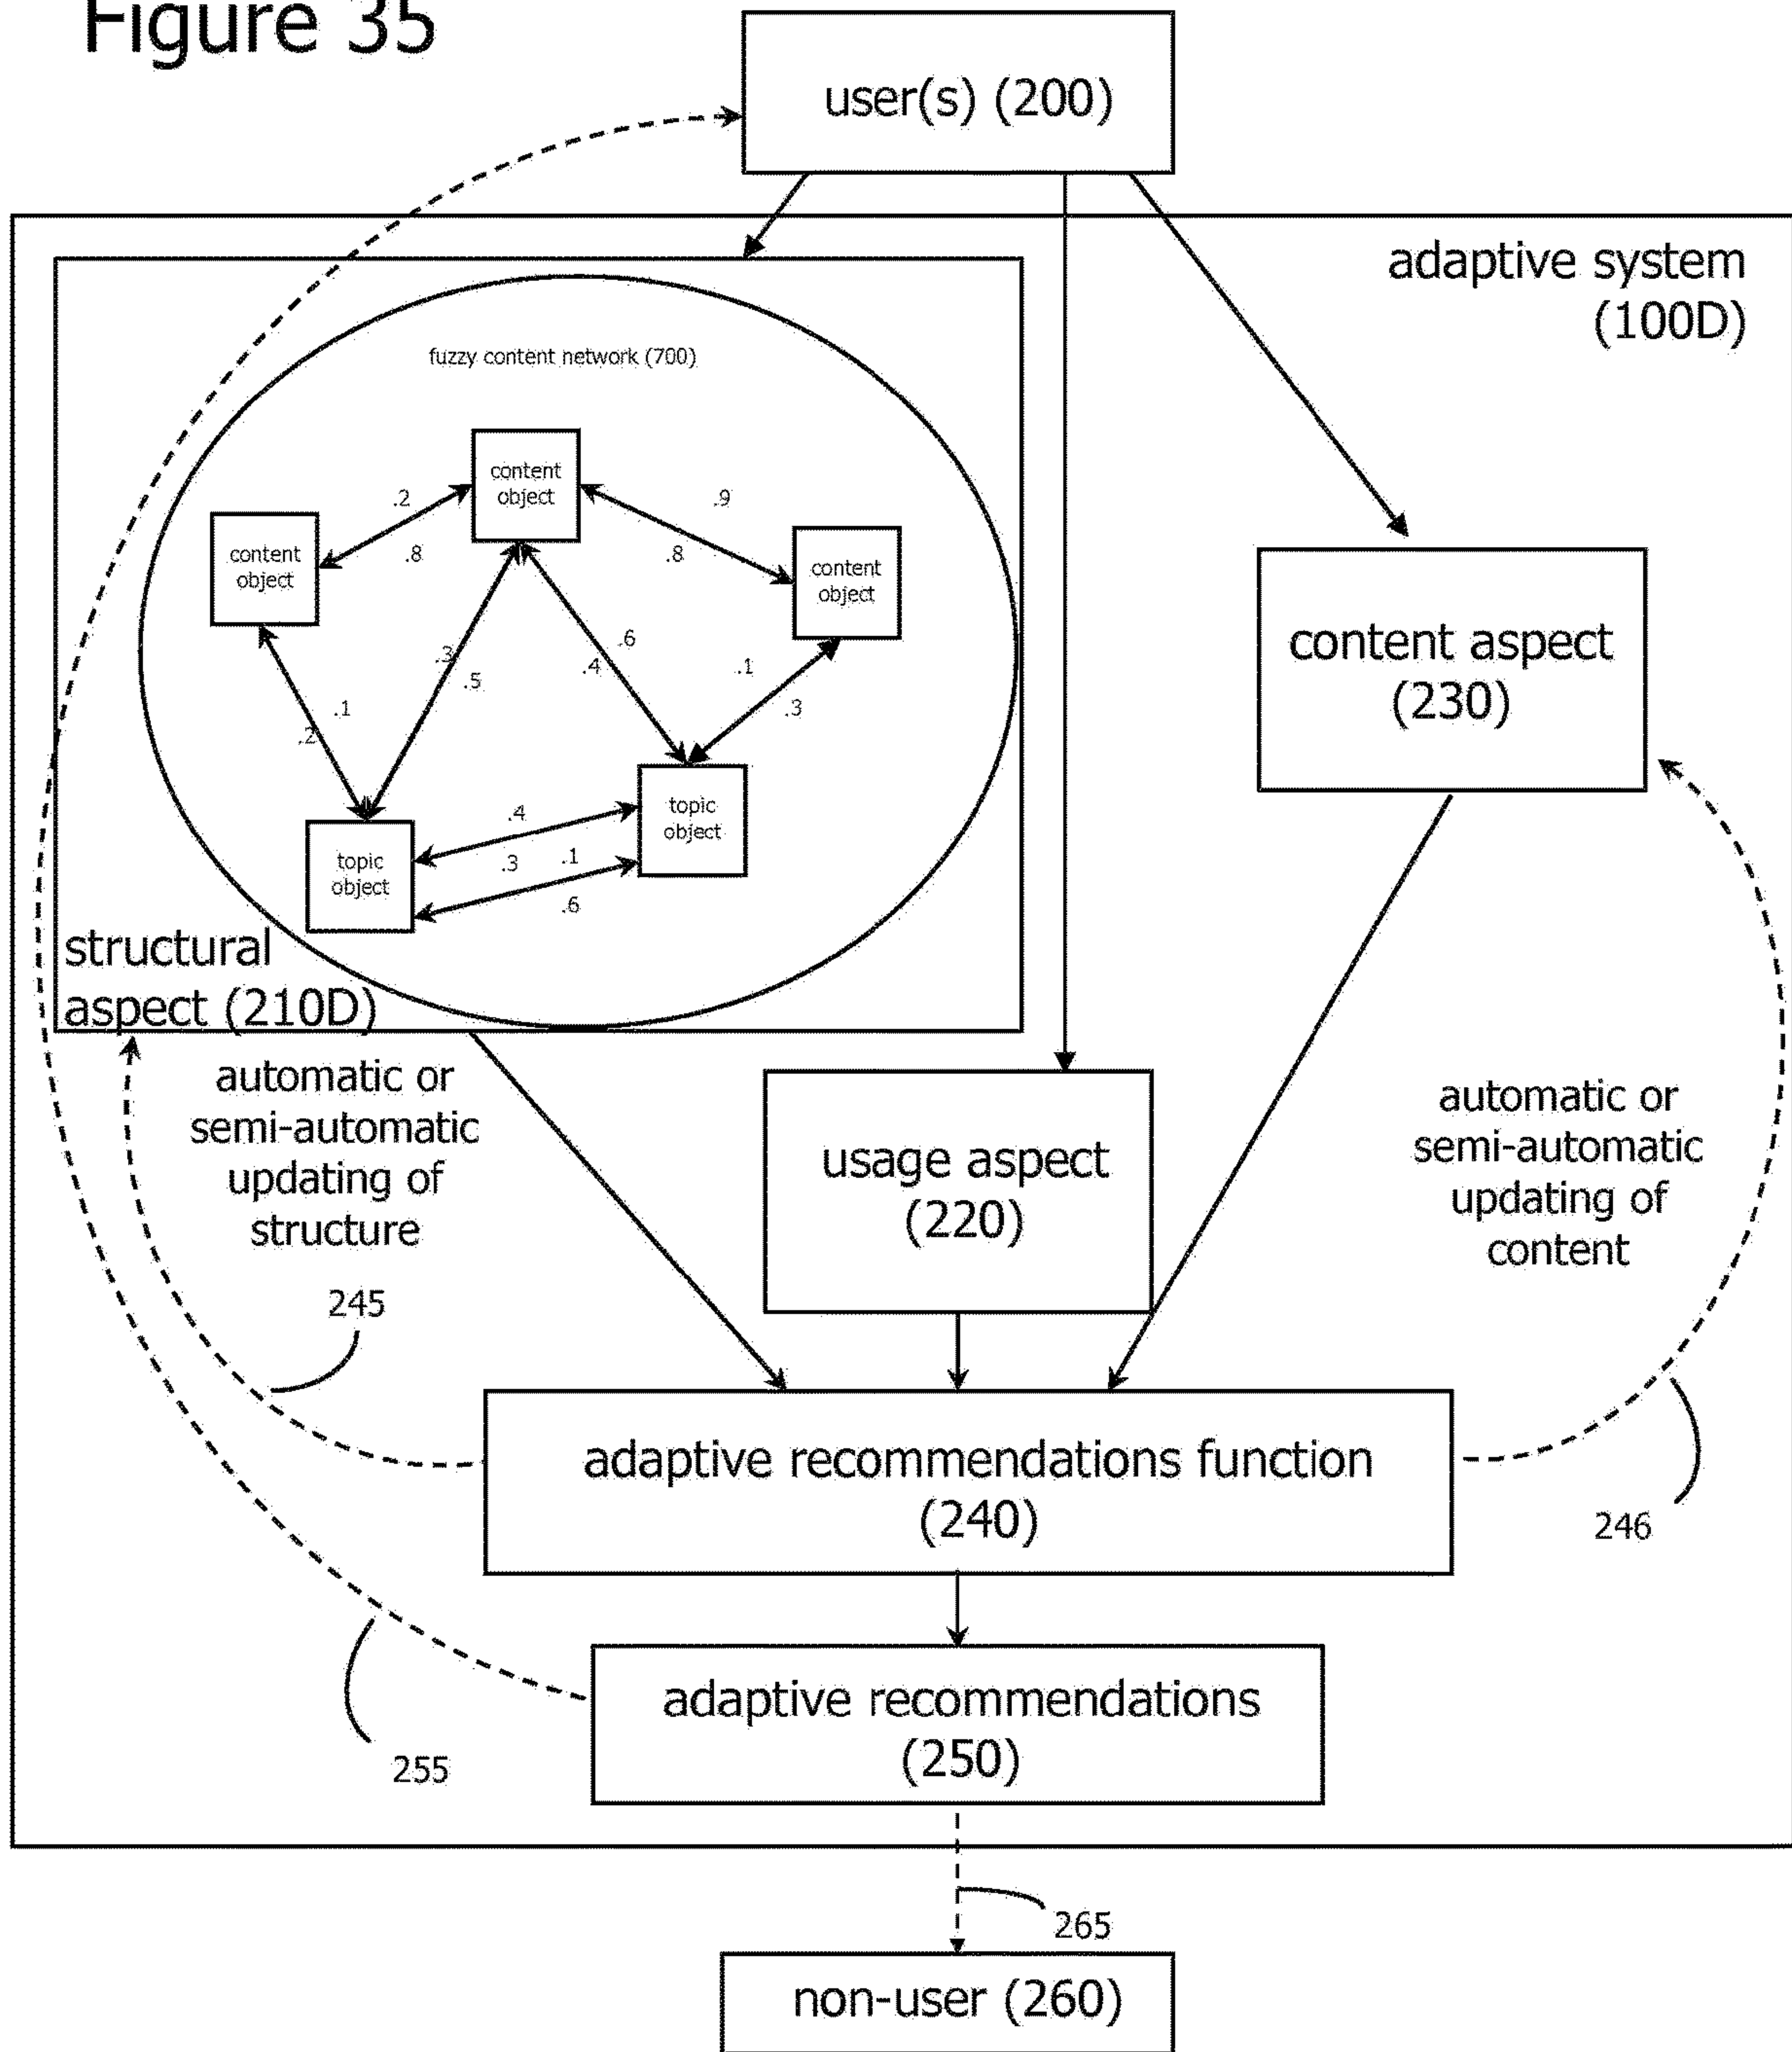 Figure 35
user(s) (200)
adaptive system
(100D)
fuzzy content network (700)
content
object
.2
.9
content
object
.8
.8
content
object
.6
.3
.4
.1
.5
.1
.3
.2
topic
object
.4
topic
object
.3
.1
.6
content aspect
(230)
structural
aspect (210D)
automatic or
semi-automatic
updating of
structure
usage aspect
(220)
automatic or
semi-automatic
updating of
content
245
adaptive recommendations function
(240)
246
adaptive recommendations
(250)
255
265
non-user (260)